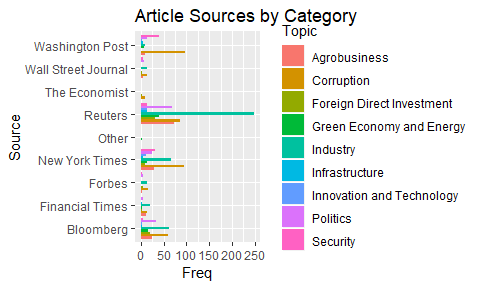 Article Sources by Category
Source
Washington Post
Wall Street Journal
The Economist
Reuters
Other
New York Times
Forbes
Financial Times
Bloomberg
0 50 100 150 200 250
Freq
Topic
Agrobusiness
Corruption
Foreign Direct Investment
Green Economy and Energy
Industry
Infrastructure
Innovation and Technology
Politics
Security